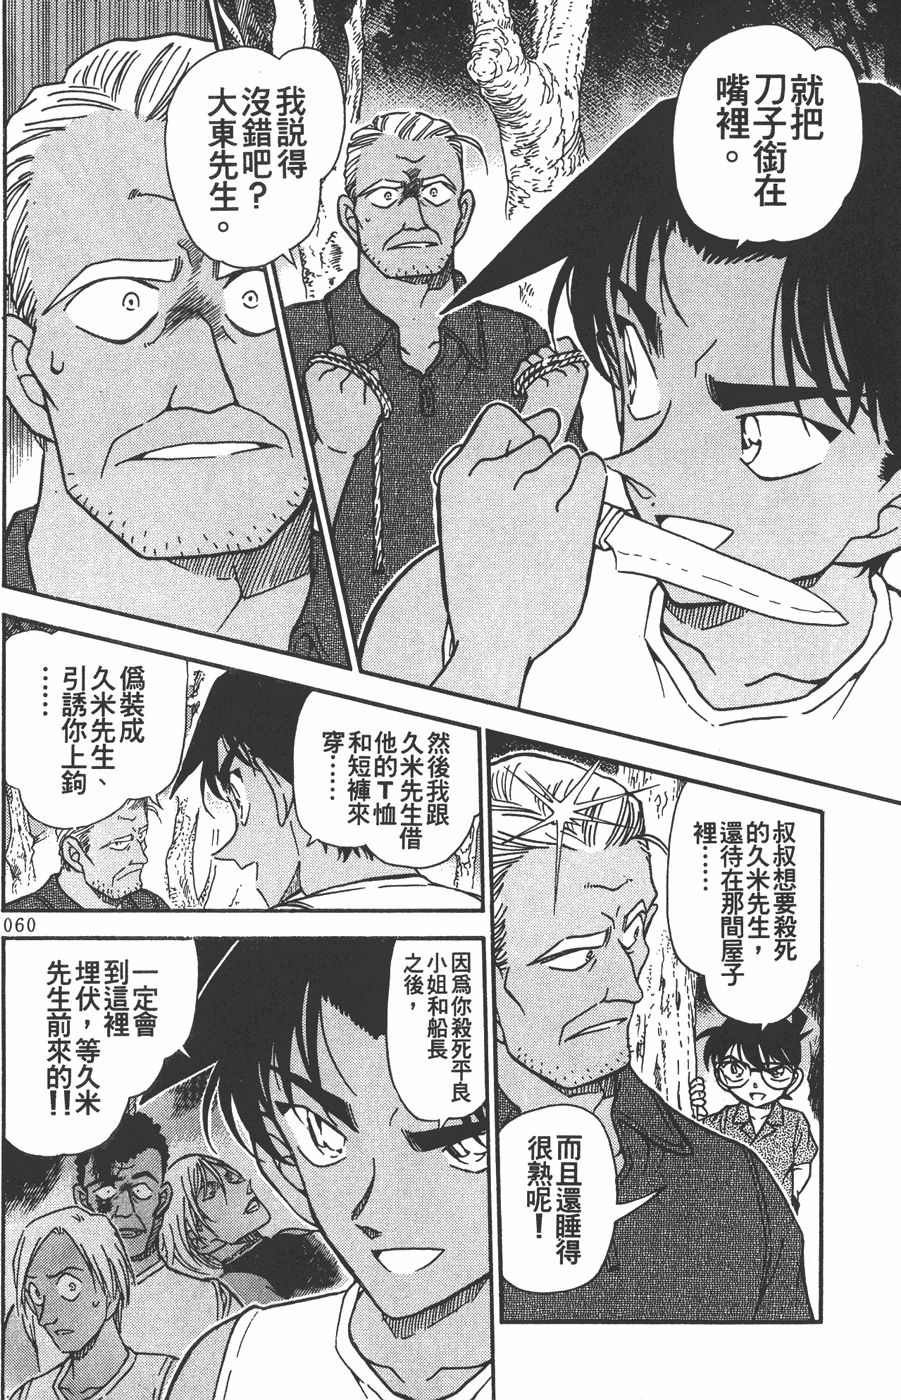 就把
刀子銜在
嘴裡。
我說得
沒錯吧？
大東先生。
叔叔想要殺死
的久米先生，
還待在那間屋子
裡……
而且還睡得
很熟呢！
然後我跟
久米先生借
他的T恤
和短褲來
穿……
偽裝成
久米先生、
引誘你上鉤
……
因為你殺死平良
小姐和船長
之後，
一定會
到這裡
埋伏，等久米
先生前來的!!
060